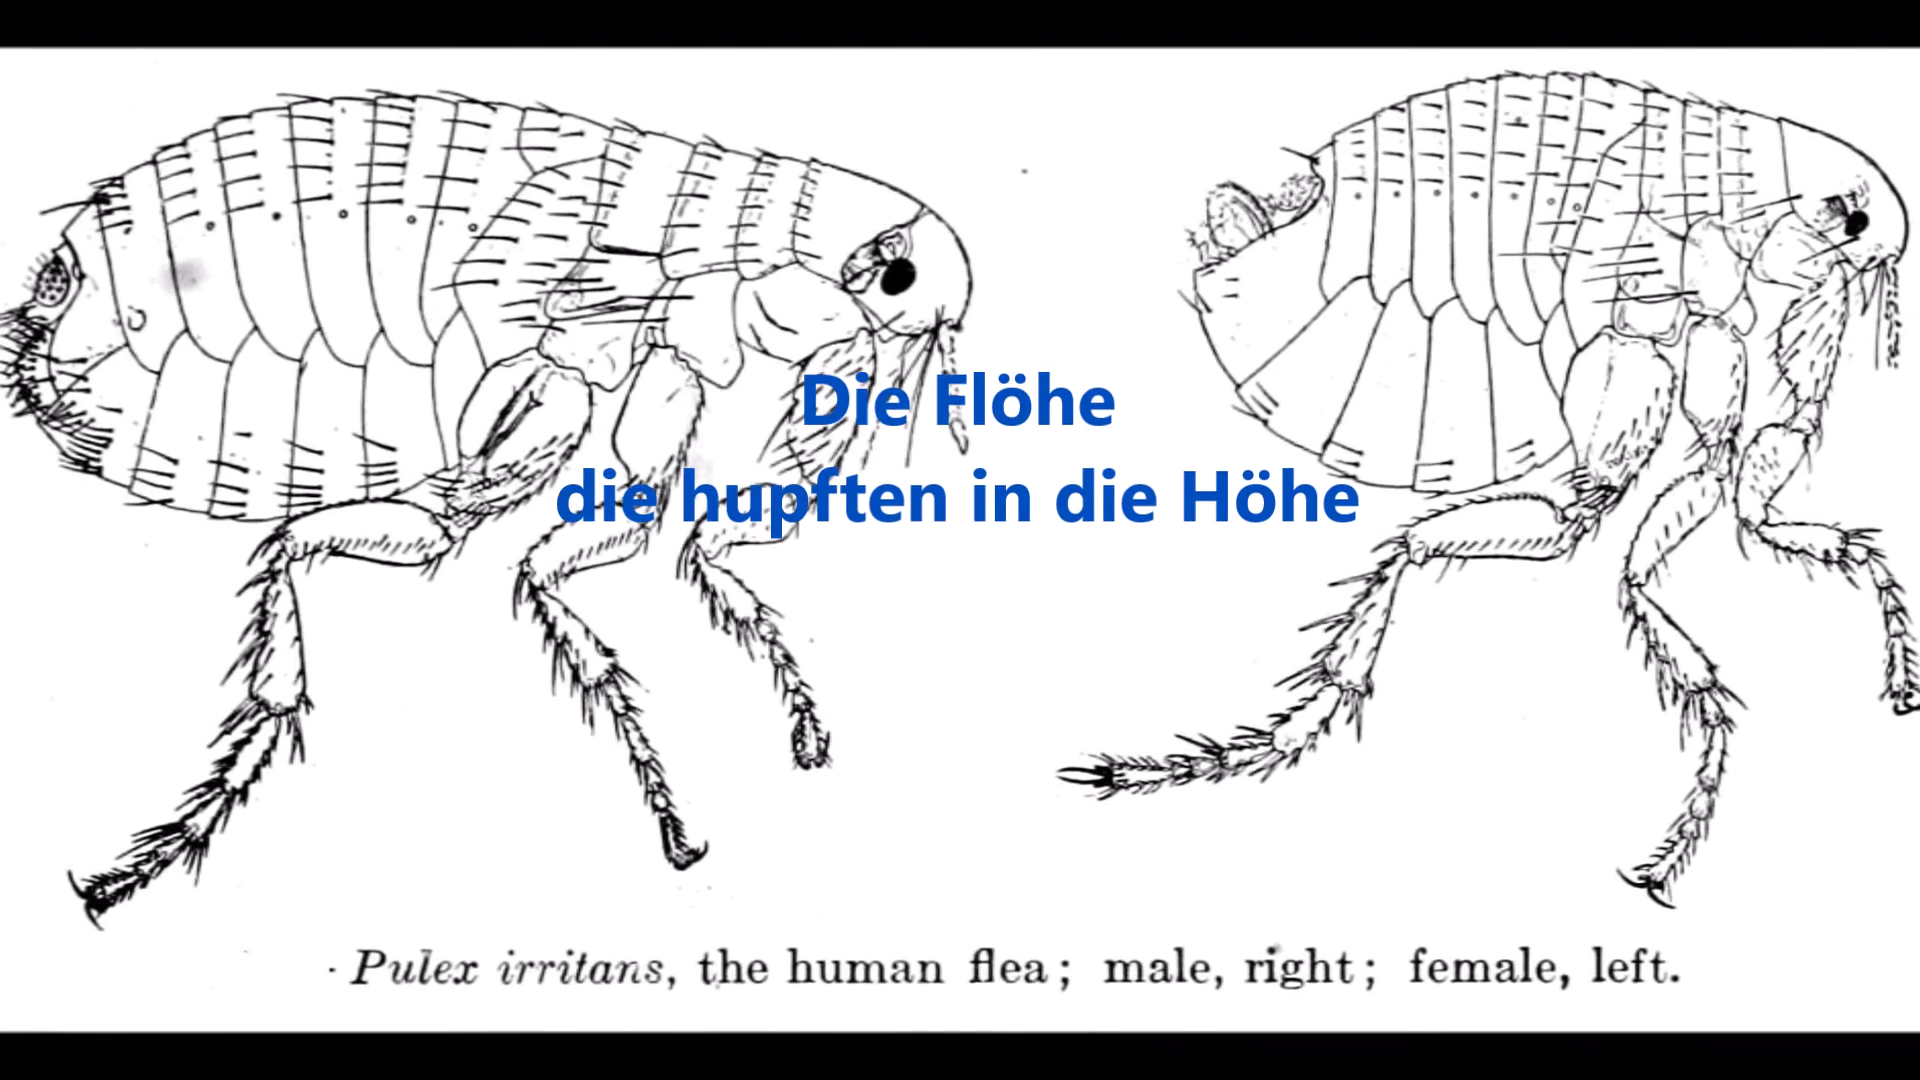 Die Flöhe
die hupften in die Höhe
Pulex irritans, the human flea; male, right; female, left.